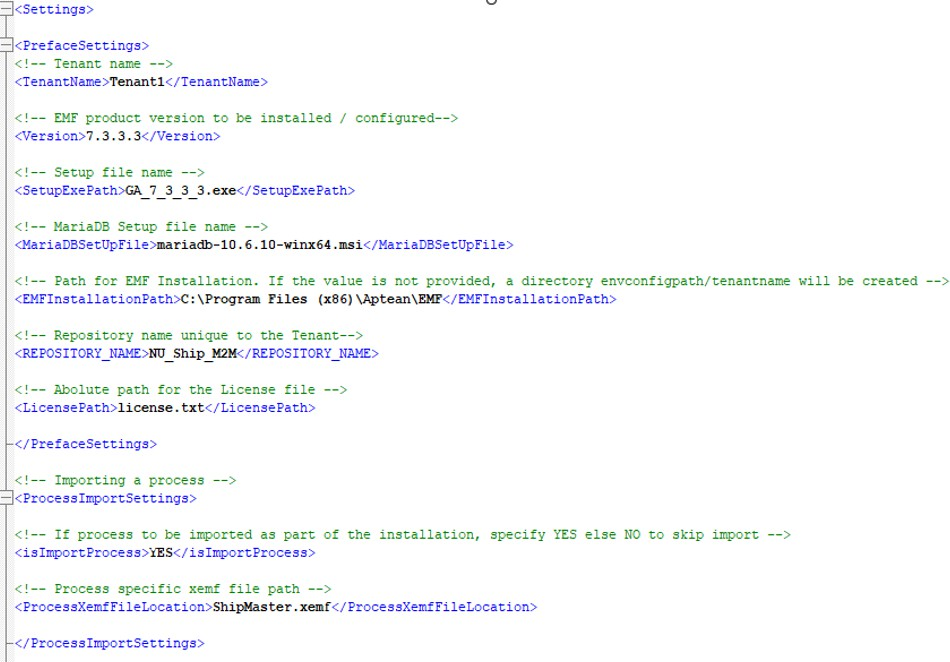 <Settings>
<PrefaceSettings>
<!-- Tenant name -->
<TenantName>Tenant1</TenantName>
<!-- EMF product version to be installed / configured-->
<Version>7.3.3.3</Version>
<!-- Setup file name -->
<SetupExePath>GA_7_3_3_3.exe</SetupExePath>
<!-- MariaDB Setup file name -->
<MariaDBSetUpFile>mariadb-10.6.10-winx64.msi</MariaDBSetUpFile>
<!-- Path for EMF Installation. If the value is not provided, a directory envconfigpath/tenantname will be created -->
<EMFInstallationPath>C:\Program Files (x86)\Aptean\EMF</EMFInstallationPath>
<!-- Repository name unique to the Tenant-->
<REPOSITORY_NAME>NU_Ship_M2M</REPOSITORY_NAME>
<!-- Abolute path for the License file -->
<LicensePath>license.txt</LicensePath>
</PrefaceSettings>
<!-- Importing a process -->
<ProcessImportSettings>
<!-- If process to be imported as part of the installation, specify YES else NO to skip import -->
<isImportProcess>YES</isImportProcess>
<!-- Process specific xemf file path -->
<ProcessXemfFileLocation>ShipMaster.xemf</ProcessXemfFileLocation>
</ProcessImportSettings>